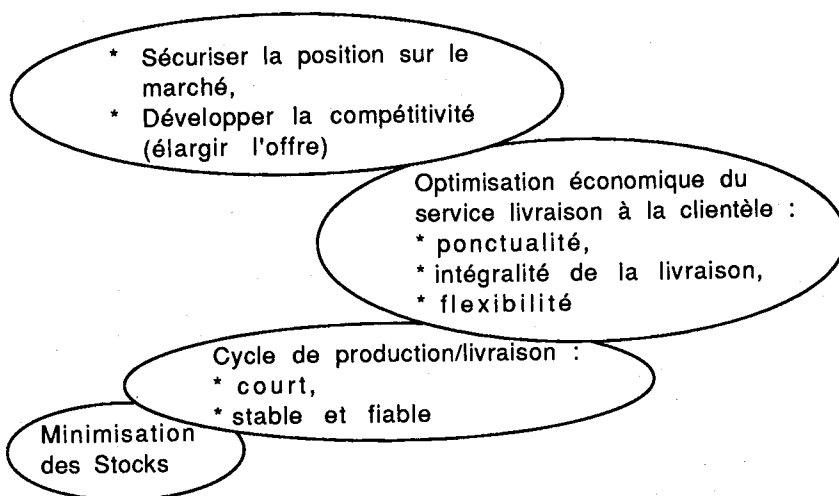 * Sécuriser la position sur le
marché,
* Développer la compétitivité
(élargir l'offre)
Optimisation économique du
service livraison à la clientèle :
* ponctualité,
* intégralité de la livraison,
* flexibilité
Cycle de production/livraison :
* court,
* stable et fiable
Minimisation
des Stocks